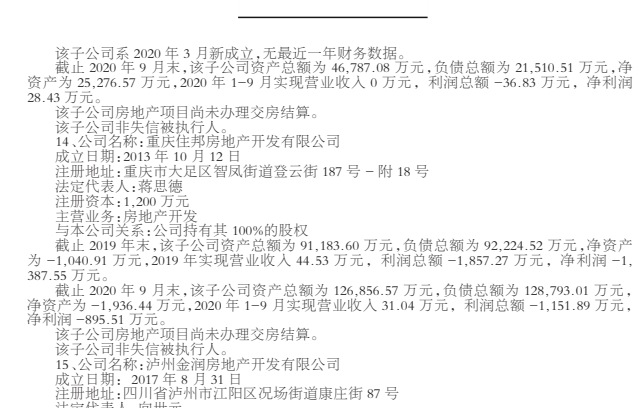 该子公司系 2020 年 3 月新成立,无最近一年财务数据。
截止 2020 年 9 月末,该子公司资产总额为 46,787.08 万元,负债总额为 21,510.51 万元,净
资产为 25,276.57 万元,2020 年 1-9 月实现营业收入 0 万元，利润总额 -36.83 万元，净利润
28.43 万元。
该子公司房地产项目尚未办理交房结算。
该子公司非失信被执行人。
14、公司名称:重庆住邦房地产开发有限公司
成立日期:2013 年 10 月 12 日
注册地址:重庆市大足区智凤街道登云街 187 号 - 附 18 号
法定代表人:蒋思德
注册资本:1,200 万元
主营业务:房地产开发
与本公司关系:公司持有其 100%的股权
截止 2019 年末,该子公司资产总额为 91,183.60 万元,负债总额为 92,224.52 万元,净资产
为 -1,040.91 万元,2019 年实现营业收入 44.53 万元，利润总额 -1,857.27 万元，净利润 -1,
387.55 万元。
截止 2020 年 9 月末,该子公司资产总额为 126,856.57 万元,负债总额为 128,793.01 万元,
净资产为 -1,936.44 万元,2020 年 1-9 月实现营业收入 31.04 万元，利润总额 -1,151.89 万元,
净利润 -895.51 万元。
该子公司房地产项目尚未办理交房结算。
该子公司非失信被执行人。
15、公司名称:泸州金润房地产开发有限公司
成立日期：2017 年 8 月 31 日
注册地址:四川省泸州市江阳区况场街道康庄街 87 号